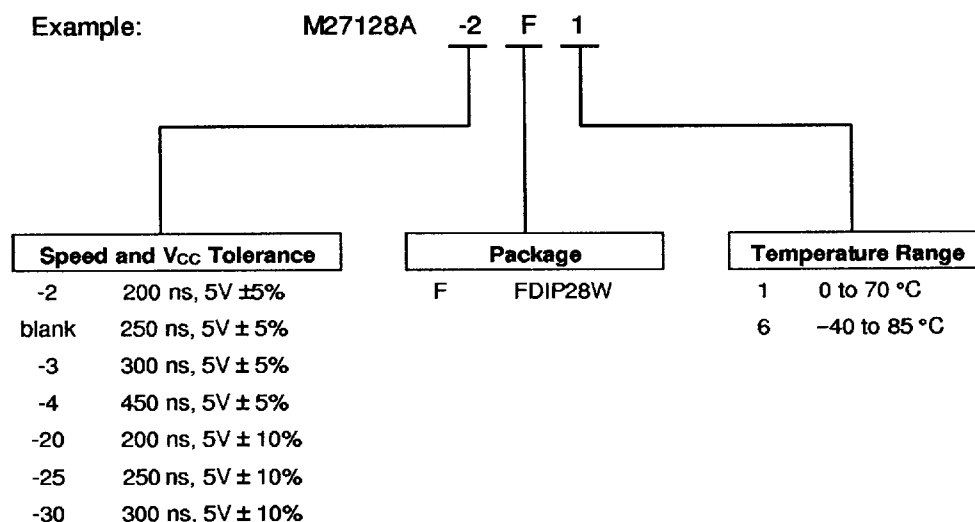 Example: M27128A -2 F 1
Speed and VCC Tolerance
-2 200 ns, 5V ±5%
blank 250 ns, 5V ± 5%
-3 300 ns, 5V ± 5%
-4 450 ns, 5V ± 5%
-20 200 ns, 5V ± 10%
-25 250 ns, 5V ± 10%
-30 300 ns, 5V ± 10%
Package
F FDIP28W
Temperature Range
1 0 to 70 °C
6 –40 to 85 °C